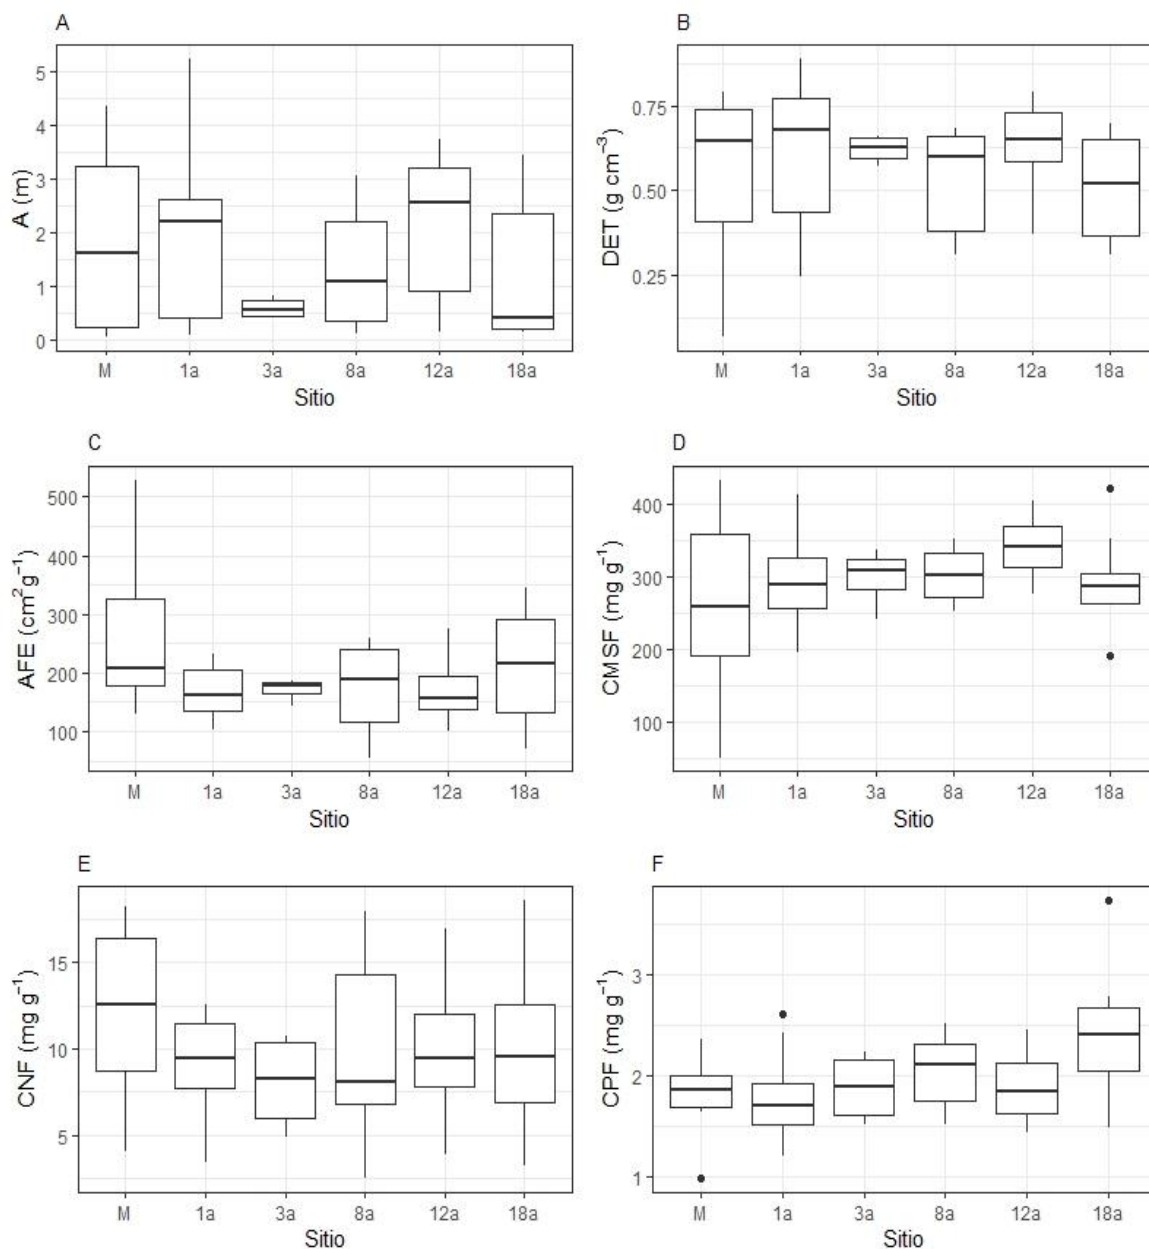 A
A (m)
5
4
3
2
1
0
M 1a 3a 8a 12a 18a
Sitio
B
DET (g cm⁻³)
0.75
0.50
0.25
M 1a 3a 8a 12a 18a
Sitio
C
AFE (cm² g⁻¹)
500
400
300
200
100
M 1a 3a 8a 12a 18a
Sitio
D
CMSF (mg g⁻¹)
400
300
200
100
M 1a 3a 8a 12a 18a
Sitio
E
CNF (mg g⁻¹)
15
10
5
M 1a 3a 8a 12a 18a
Sitio
F
CPF (mg g⁻¹)
3
2
1
M 1a 3a 8a 12a 18a
Sitio